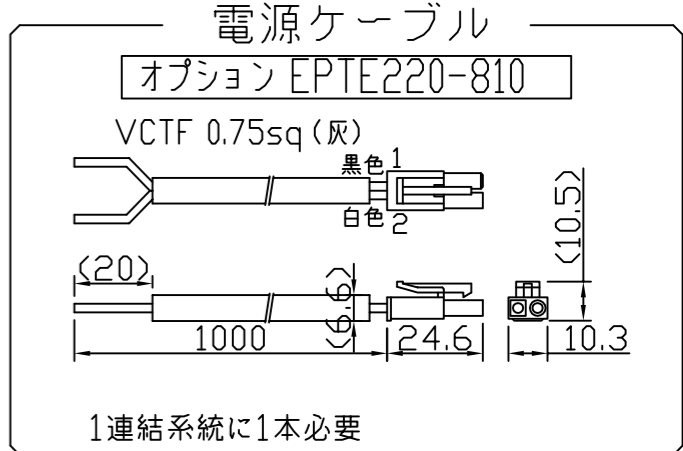 電源ケーブル
オプション EPTE220-810
VCTF 0.75sq(灰)
黒色 1
白色 2
(10.5)
(20)
(6.6)
1000
24.6
10.3
1連結系統に1本必要